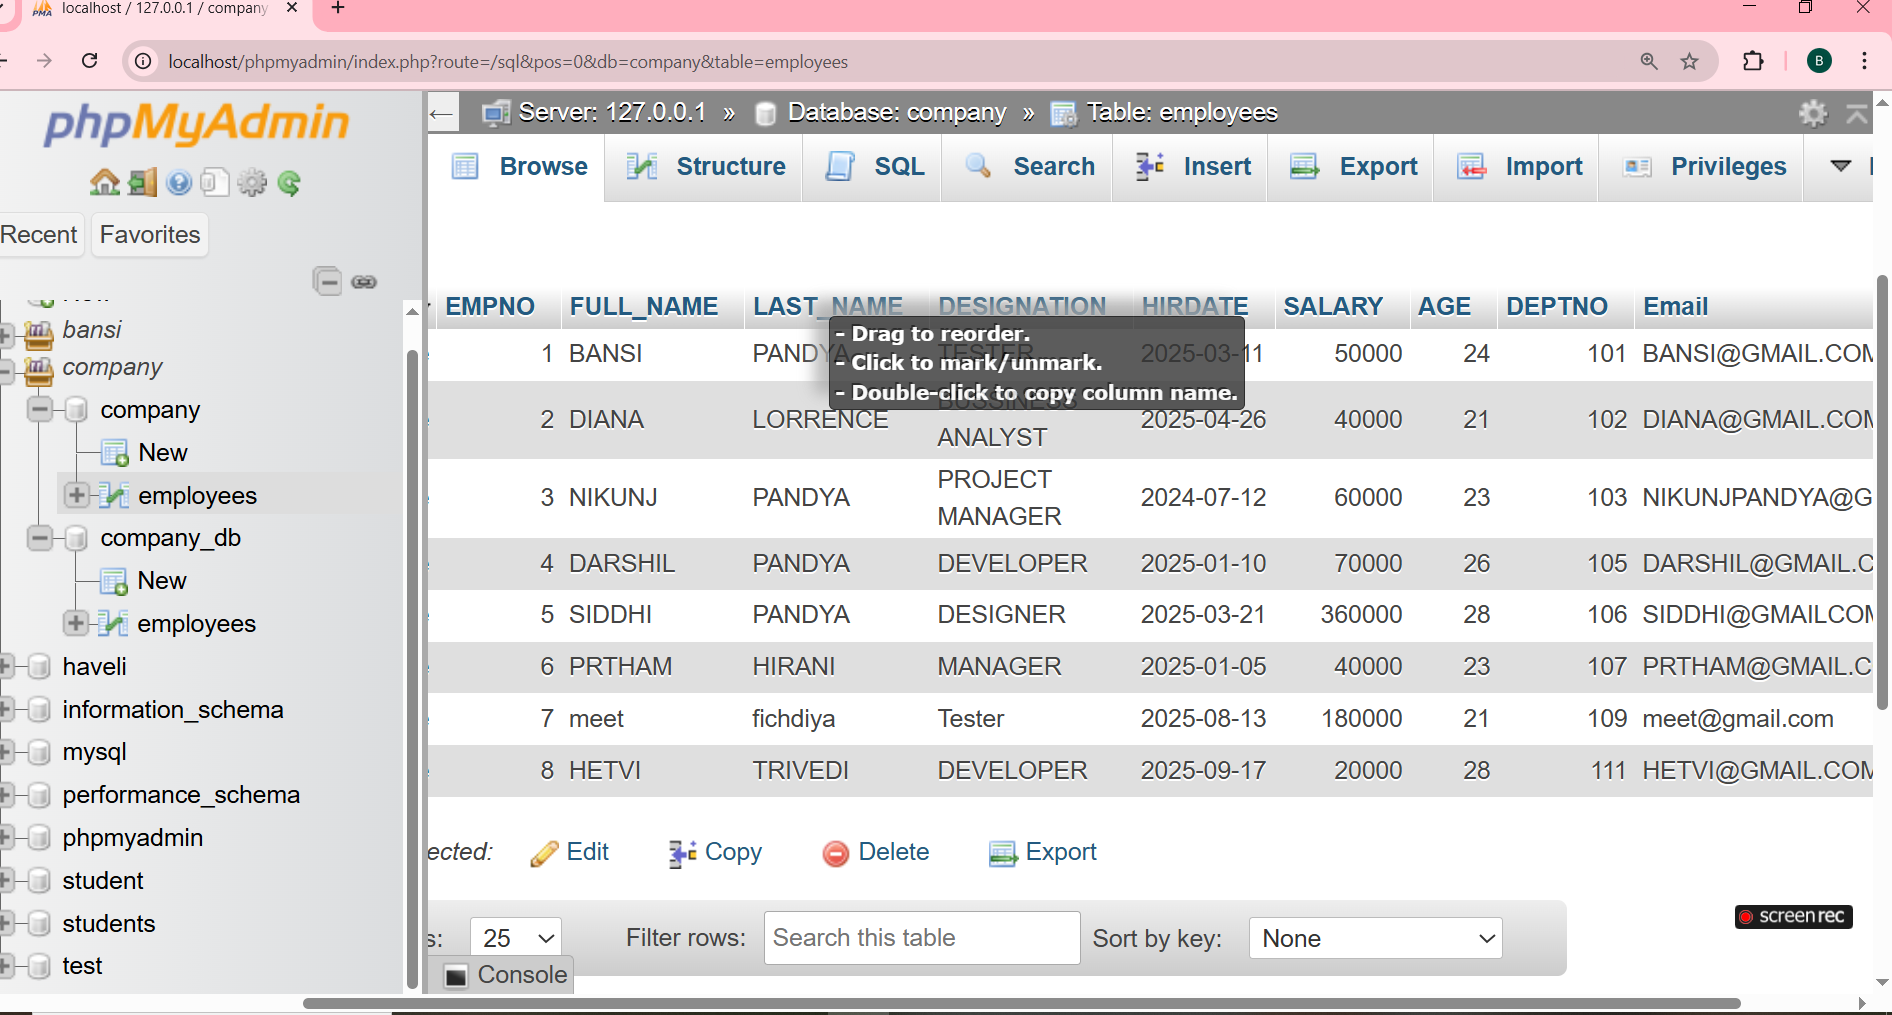 localhost / 127.0.0.1 / company
localhost/phpmyadmin/index.php?route=/sql&pos=0&db=company&table=employees
B
phpMyAdmin
Recent
Favorites
bansi
company
company
New
employees
company_db
New
employees
haveli
information_schema
mysql
performance_schema
phpmyadmin
student
students
test
Server: 127.0.0.1 » Database: company » Table: employees
Browse Structure SQL Search Insert Export Import Privileges
EMPNO FULL_NAME LAST_NAME DESIGNATION HIRDATE SALARY AGE DEPTNO Email
- Drag to reorder.
- Click to mark/unmark.
- Double-click to copy column name.
1 BANSI PANDYA TESTER 2025-03-11 50000 24 101 BANSI@GMAIL.COM
2 DIANA LORRENCE BUSSINESS ANALYST 2025-04-26 40000 21 102 DIANA@GMAIL.COM
3 NIKUNJ PANDYA PROJECT MANAGER 2024-07-12 60000 23 103 NIKUNJPANDYA@G
4 DARSHIL PANDYA DEVELOPER 2025-01-10 70000 26 105 DARSHIL@GMAIL.C
5 SIDDHI PANDYA DESIGNER 2025-03-21 360000 28 106 SIDDHI@GMAILCOM
6 PRTHAM HIRANI MANAGER 2025-01-05 40000 23 107 PRTHAM@GMAIL.C
7 meet fichdiya Tester 2025-08-13 180000 21 109 meet@gmail.com
8 HETVI TRIVEDI DEVELOPER 2025-09-17 20000 28 111 HETVI@GMAIL.COM
ected: Edit Copy Delete Export
s: 25 Filter rows: Search this table Sort by key: None
Console
screenrec